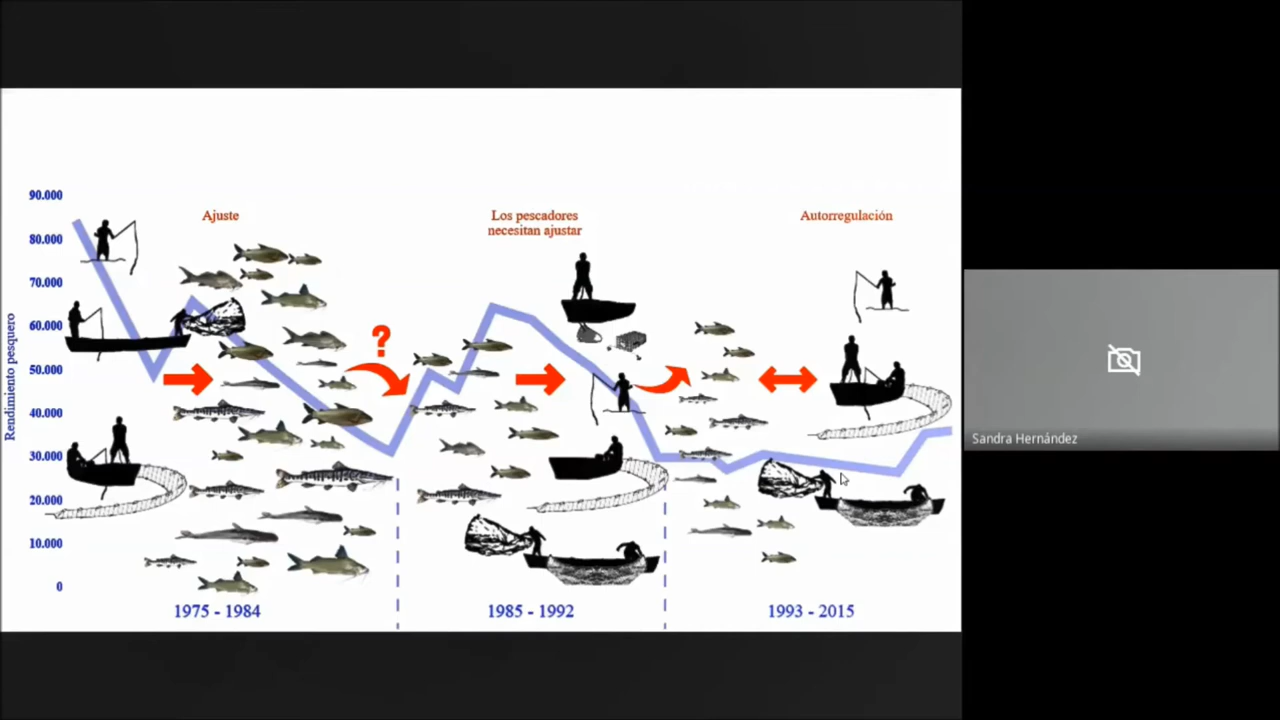 90.000
80.000
70.000
60.000
50.000
40.000
30.000
20.000
10.000
0
Rendimiento pesquero
Ajuste
?
Los pescadores
necesitan ajustar
Autorregulación
1975 - 1984
1985 - 1992
1993 - 2015
Sandra Hernández